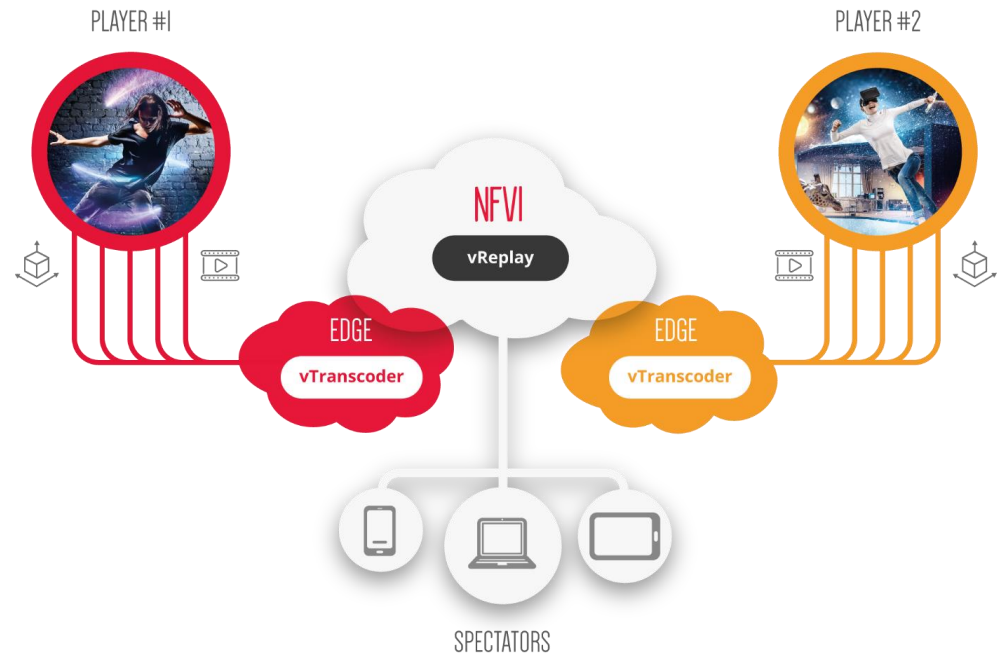 PLAYER #1
PLAYER #2
NFVI
vReplay
EDGE
vTranscoder
EDGE
vTranscoder
SPECTATORS